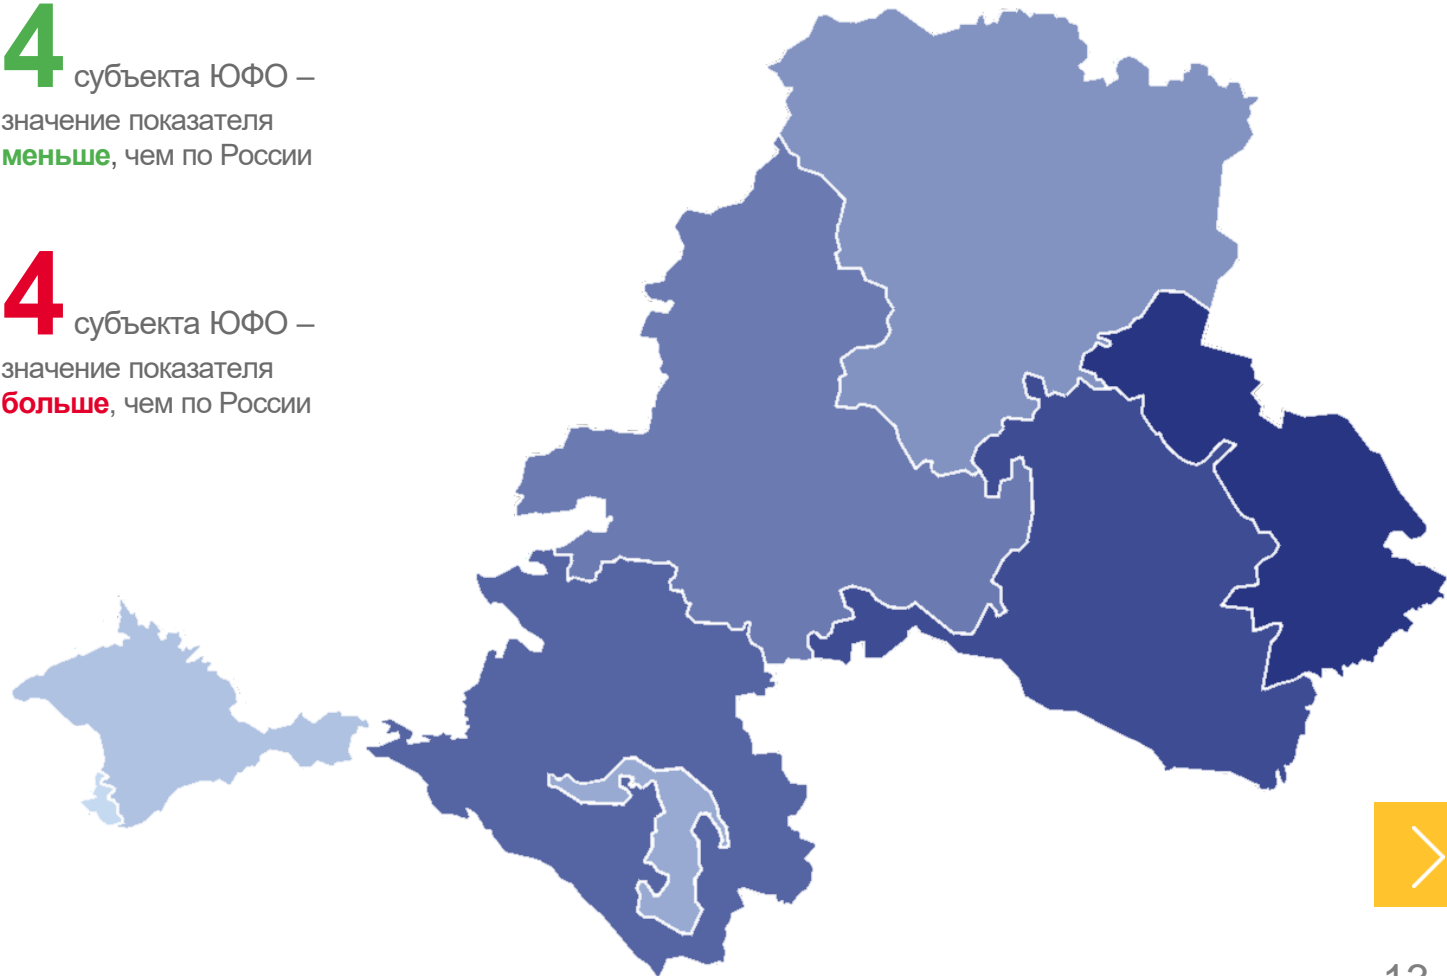 4 субъекта ЮФО –
значение показателя
меньше, чем по России
4 субъекта ЮФО –
значение показателя
больше, чем по России